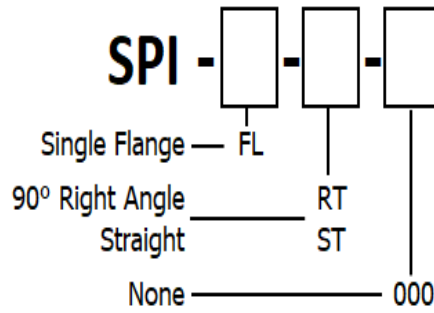 SPI - - -
Single Flange FL
90º Right Angle RT
Straight ST
None 000